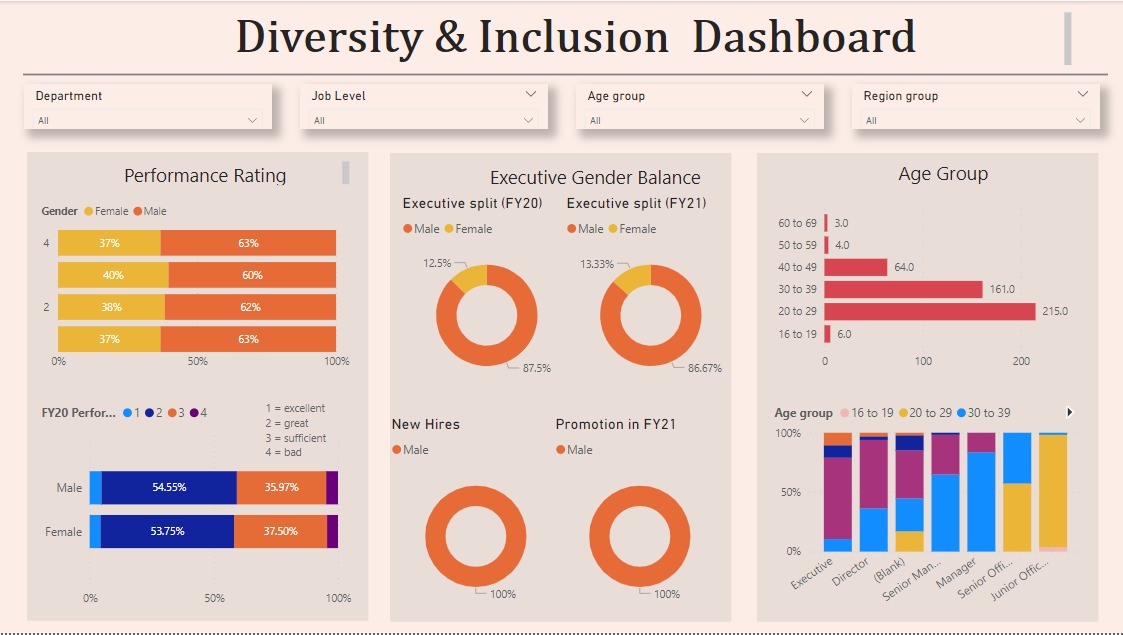 Diversity & Inclusion Dashboard
Department
All
Job Level
All
Age group
All
Region group
All
Performance Rating
Gender Female Male
4 37% 63%
40% 60%
2 38% 62%
37% 63%
0% 50% 100%
FY20 Perfor... 1 2 3 4
1 = excellent
2 = great
3 = sufficient
4 = bad
Male 54.55% 35.97%
Female 53.75% 37.50%
0% 50% 100%
Executive Gender Balance
Executive split (FY20)
Male Female
12.5%
87.5%
Executive split (FY21)
Male Female
13.33%
86.67%
New Hires
Male
100%
Promotion in FY21
Male
100%
Age Group
60 to 69 3.0
50 to 59 4.0
40 to 49 64.0
30 to 39 161.0
20 to 29 215.0
16 to 19 6.0
0 100 200
Age group 16 to 19 20 to 29 30 to 39
100%
50%
0%
Executive
Director
(Blank)
Senior Man...
Manager
Senior Offi...
Junior Offic...